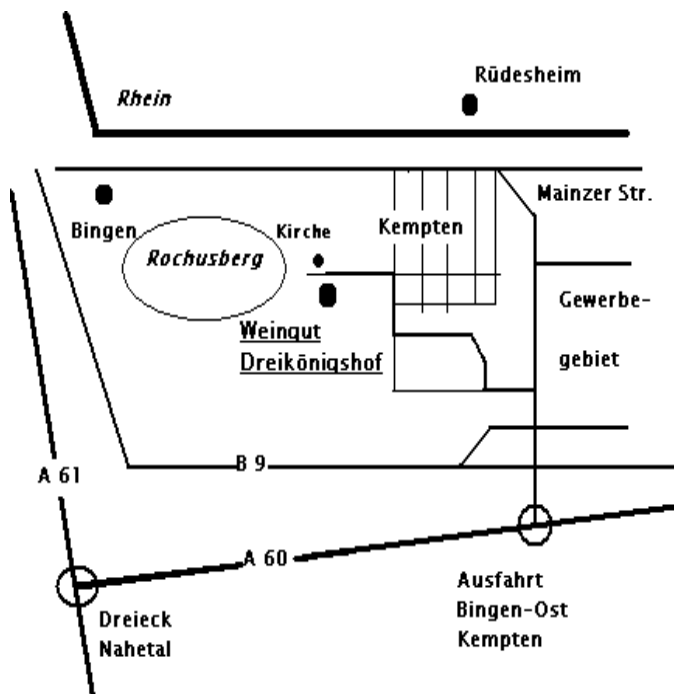 Rüdesheim
Rhein
Mainzer Str.
Bingen
Kirche
Kempten
Rochusberg
Gewerbe-
gebiet
Weingut
Dreikönigshof
B 9
A 61
A 60
Ausfahrt
Bingen-Ost
Kempten
Dreieck
Nahetal